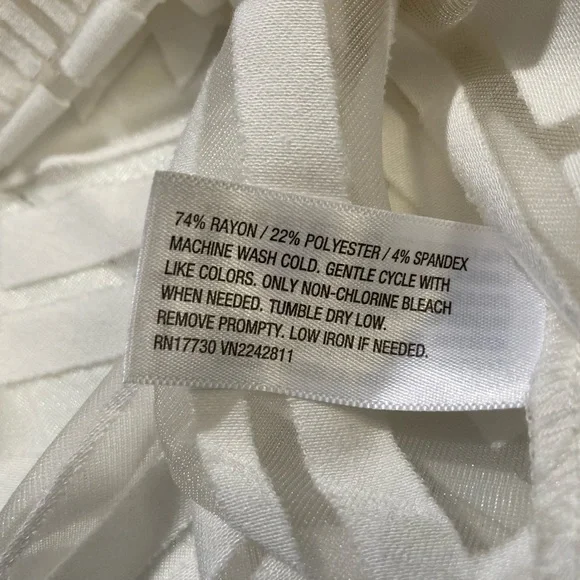 74% RAYON / 22% POLYESTER / 4% SPANDEX
MACHINE WASH COLD. GENTLE CYCLE WITH
LIKE COLORS. ONLY NON-CHLORINE BLEACH
WHEN NEEDED. TUMBLE DRY LOW.
REMOVE PROMPTY. LOW IRON IF NEEDED.
RN17730 VN2242811